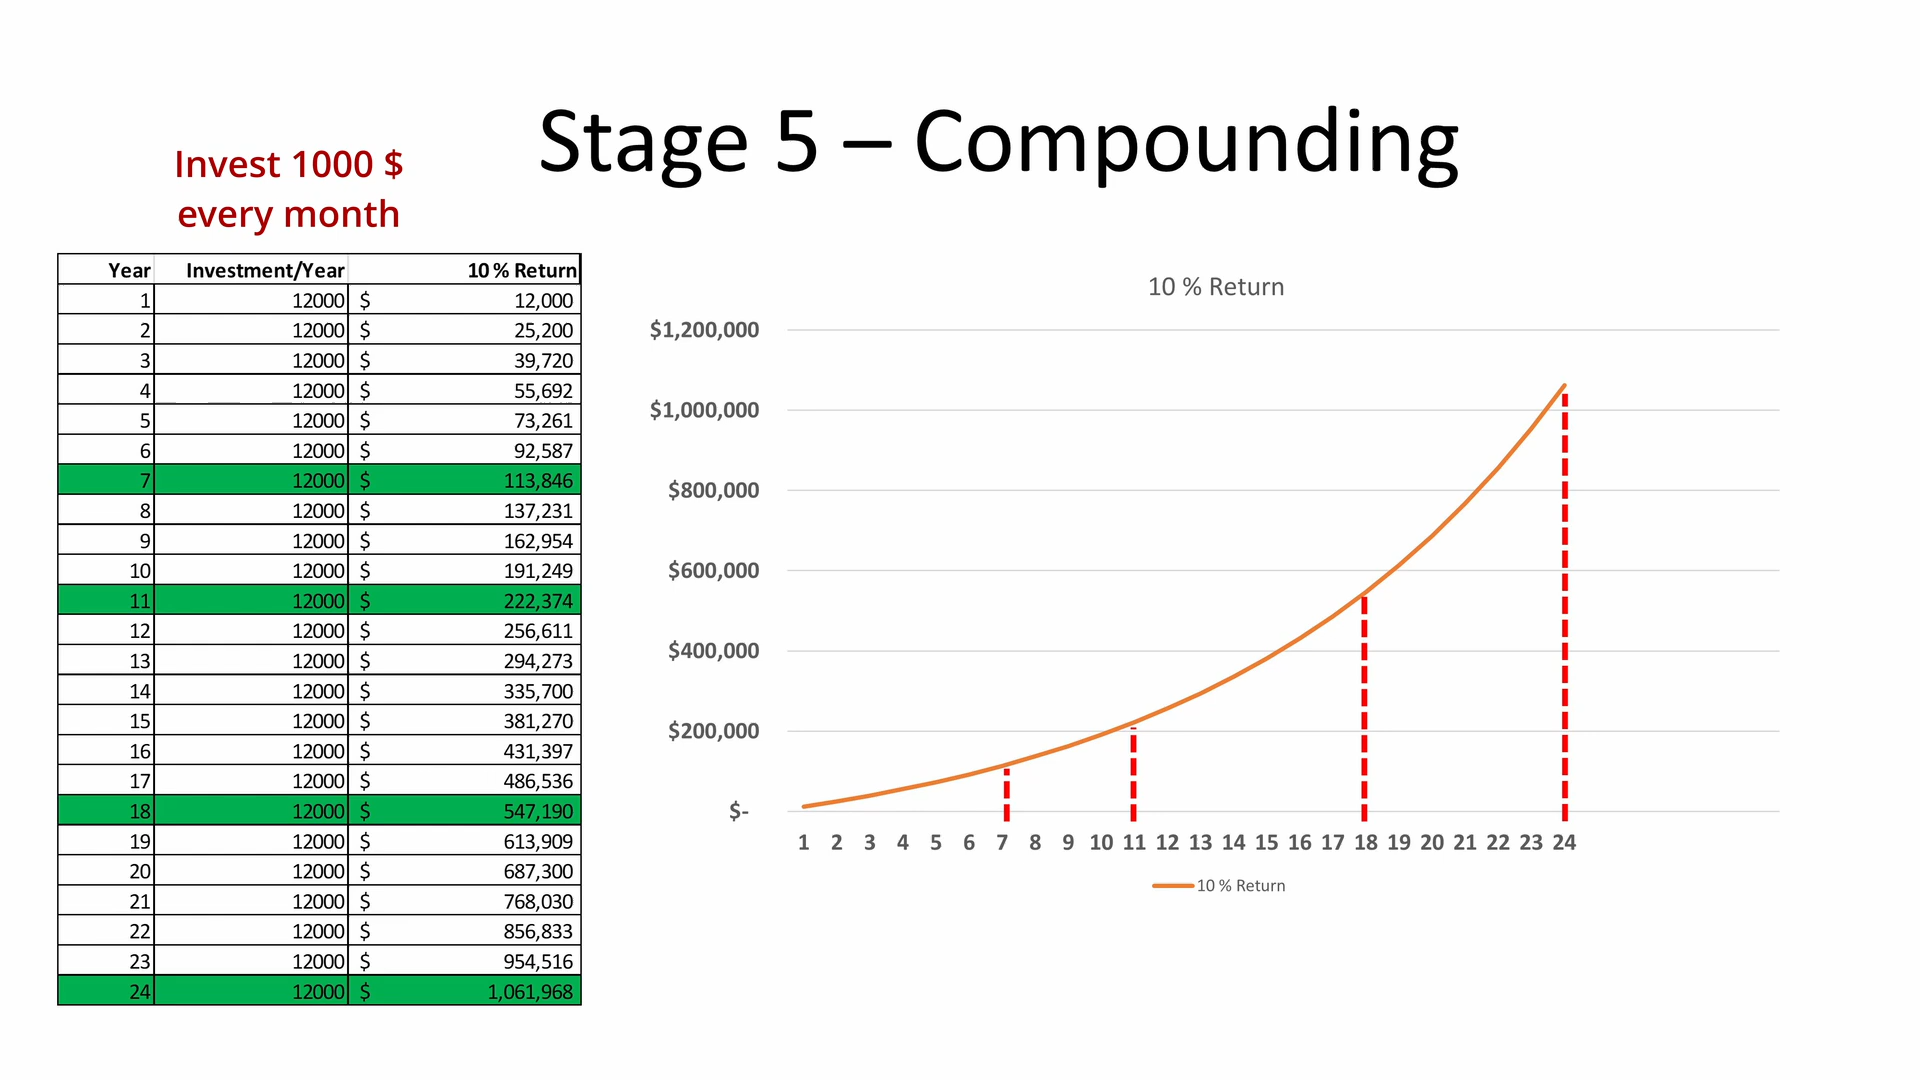 Stage 5 – Compounding
Invest 1000 $
every month
Year Investment/Year 10 % Return
1 12000 $ 12,000
2 12000 $ 25,200
3 12000 $ 39,720
4 12000 $ 55,692
5 12000 $ 73,261
6 12000 $ 92,587
7 12000 $ 113,846
8 12000 $ 137,231
9 12000 $ 162,954
10 12000 $ 191,249
11 12000 $ 222,374
12 12000 $ 256,611
13 12000 $ 294,273
14 12000 $ 335,700
15 12000 $ 381,270
16 12000 $ 431,397
17 12000 $ 486,536
18 12000 $ 547,190
19 12000 $ 613,909
20 12000 $ 687,300
21 12000 $ 768,030
22 12000 $ 856,833
23 12000 $ 954,516
24 12000 $ 1,061,968
10 % Return
$1,200,000
$1,000,000
$800,000
$600,000
$400,000
$200,000
$-
1 2 3 4 5 6 7 8 9 10 11 12 13 14 15 16 17 18 19 20 21 22 23 24
10 % Return